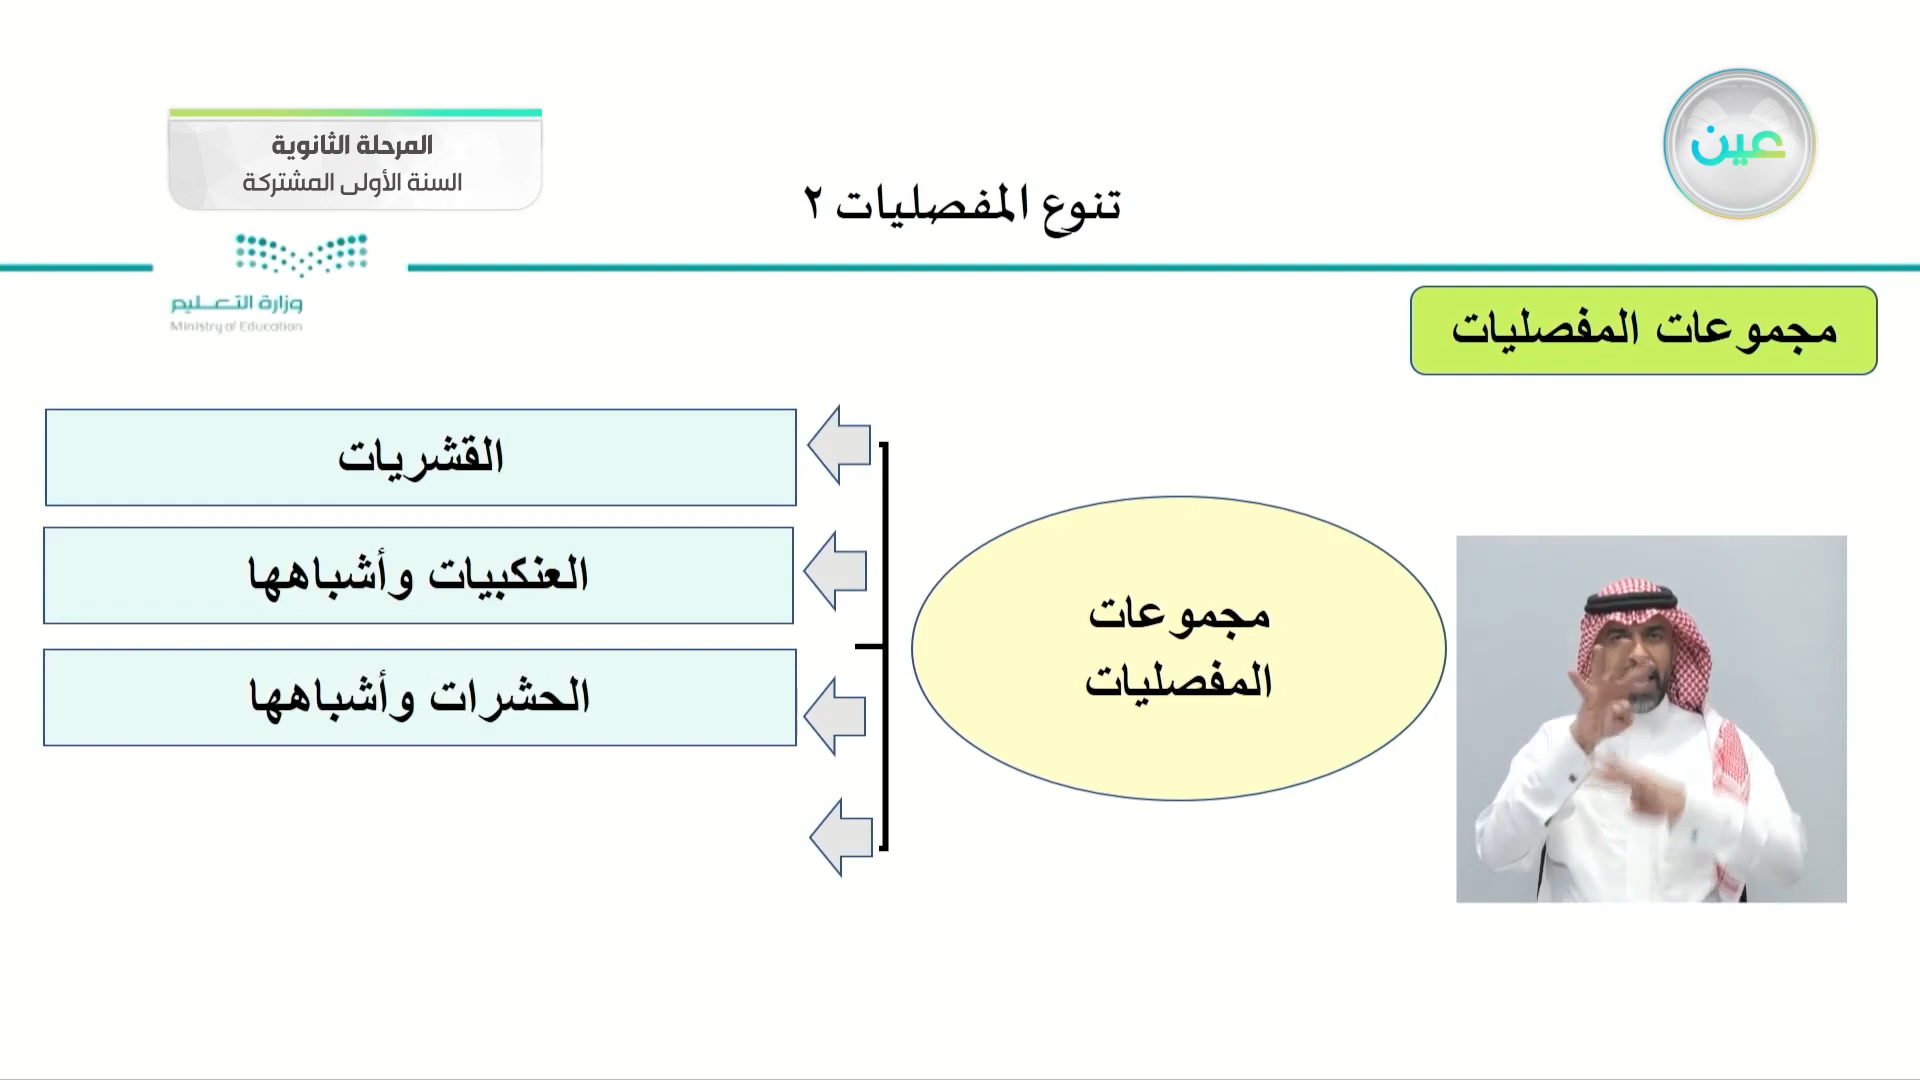 عين
المرحلة الثانوية
السنة الأولى المشتركة
تنوع المفصليات ٢
وزارة التعليم
Ministry of Education
مجموعات المفصليات
مجموعات
المفصليات
القشريات
العنكبيات وأشباهها
الحشرات وأشباهها